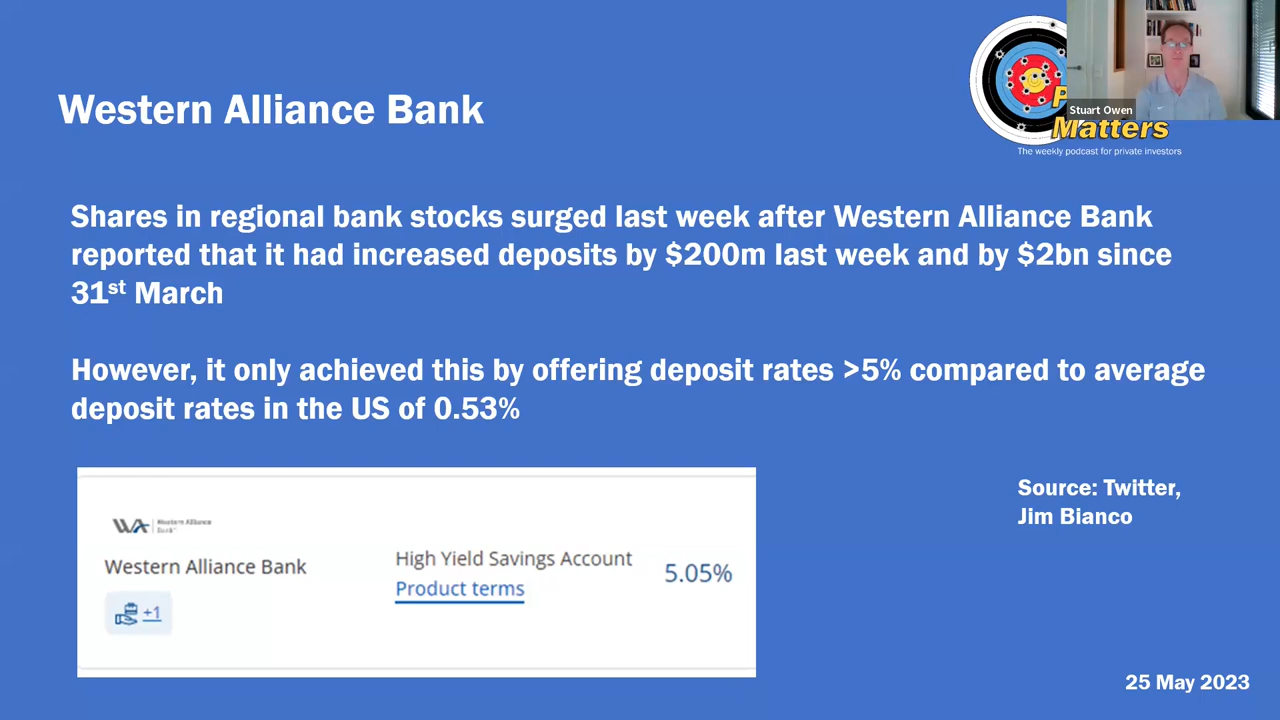 Western Alliance Bank
Stuart Owen
P
Matters
The weekly podcast for private investors
Shares in regional bank stocks surged last week after Western Alliance Bank
reported that it had increased deposits by $200m last week and by $2bn since
31st March
However, it only achieved this by offering deposit rates >5% compared to average
deposit rates in the US of 0.53%
WA Western Alliance
Bank
Western Alliance Bank
+1
High Yield Savings Account
Product terms
5.05%
Source: Twitter,
Jim Bianco
25 May 2023